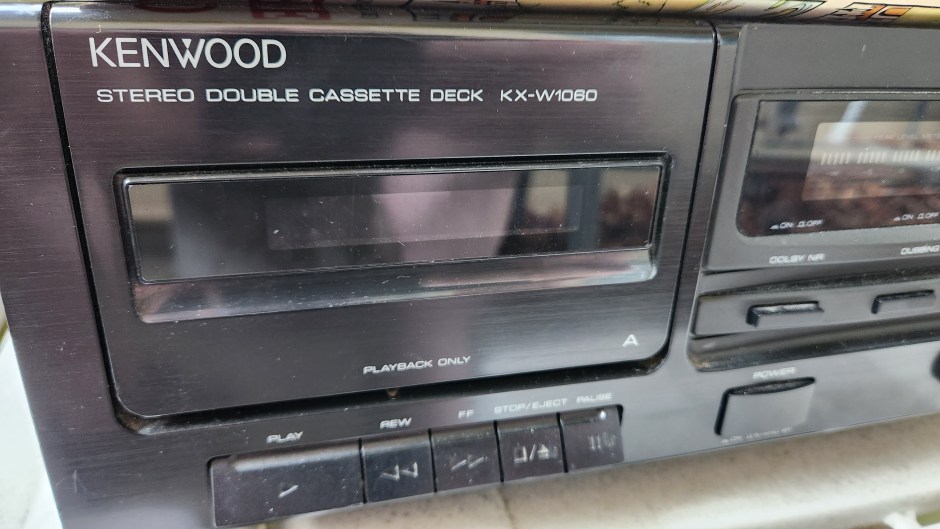 KENWOOD
STEREO DOUBLE CASSETTE DECK KX-W1060
ON OFF
ON OFF
DOLBY NR
DUBBING
A
PLAYBACK ONLY
POWER
PLAY
REW
FF
STOP/EJECT
PAUSE